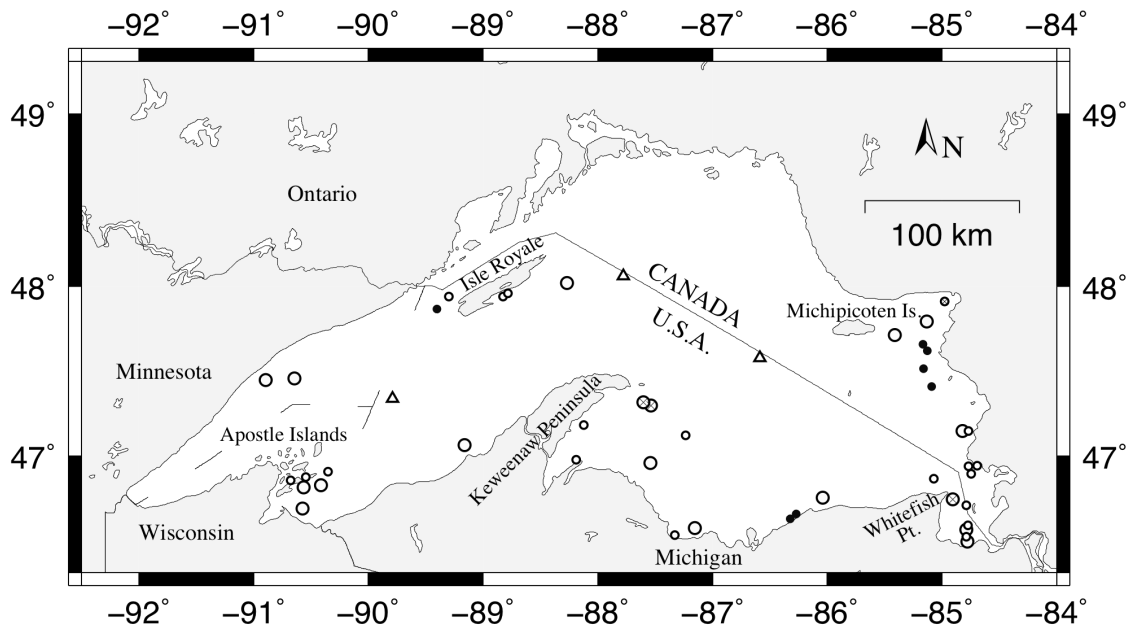 −92° −91° −90° −89° −88° −87° −86° −85° −84°
49° 49°
N
Ontario
100 km
Isle Royale
48° 48°
CANADA
Michipicoten Is.
U.S.A.
Minnesota
Keweenaw Peninsula
Apostle Islands
47° 47°
Whitefish
Pt.
Wisconsin
Michigan
−92° −91° −90° −89° −88° −87° −86° −85° −84°